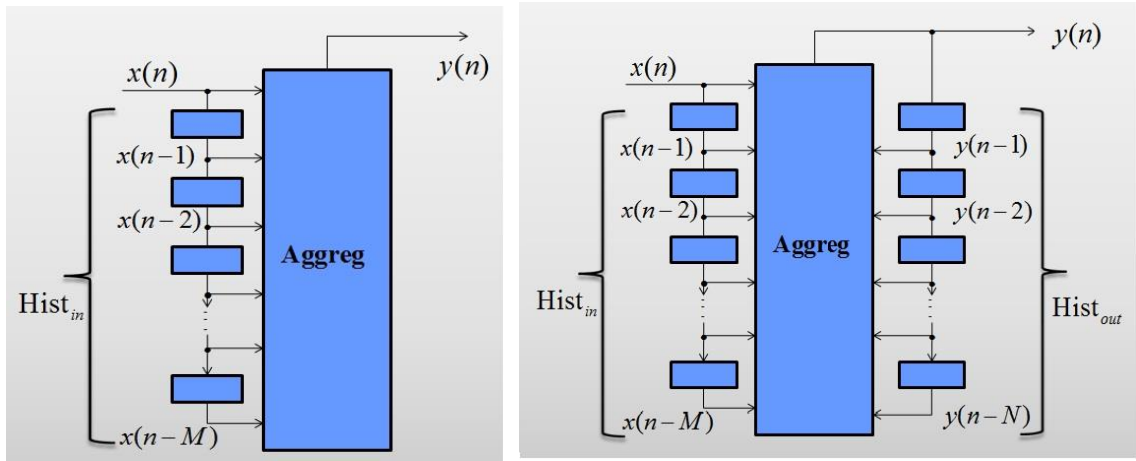 y(n)
x(n)
x(n-1)
x(n-2)
Aggreg
Hist_in
x(n-M)
y(n)
x(n)
x(n-1)
y(n-1)
x(n-2)
y(n-2)
Aggreg
Hist_in
Hist_out
x(n-M)
y(n-N)